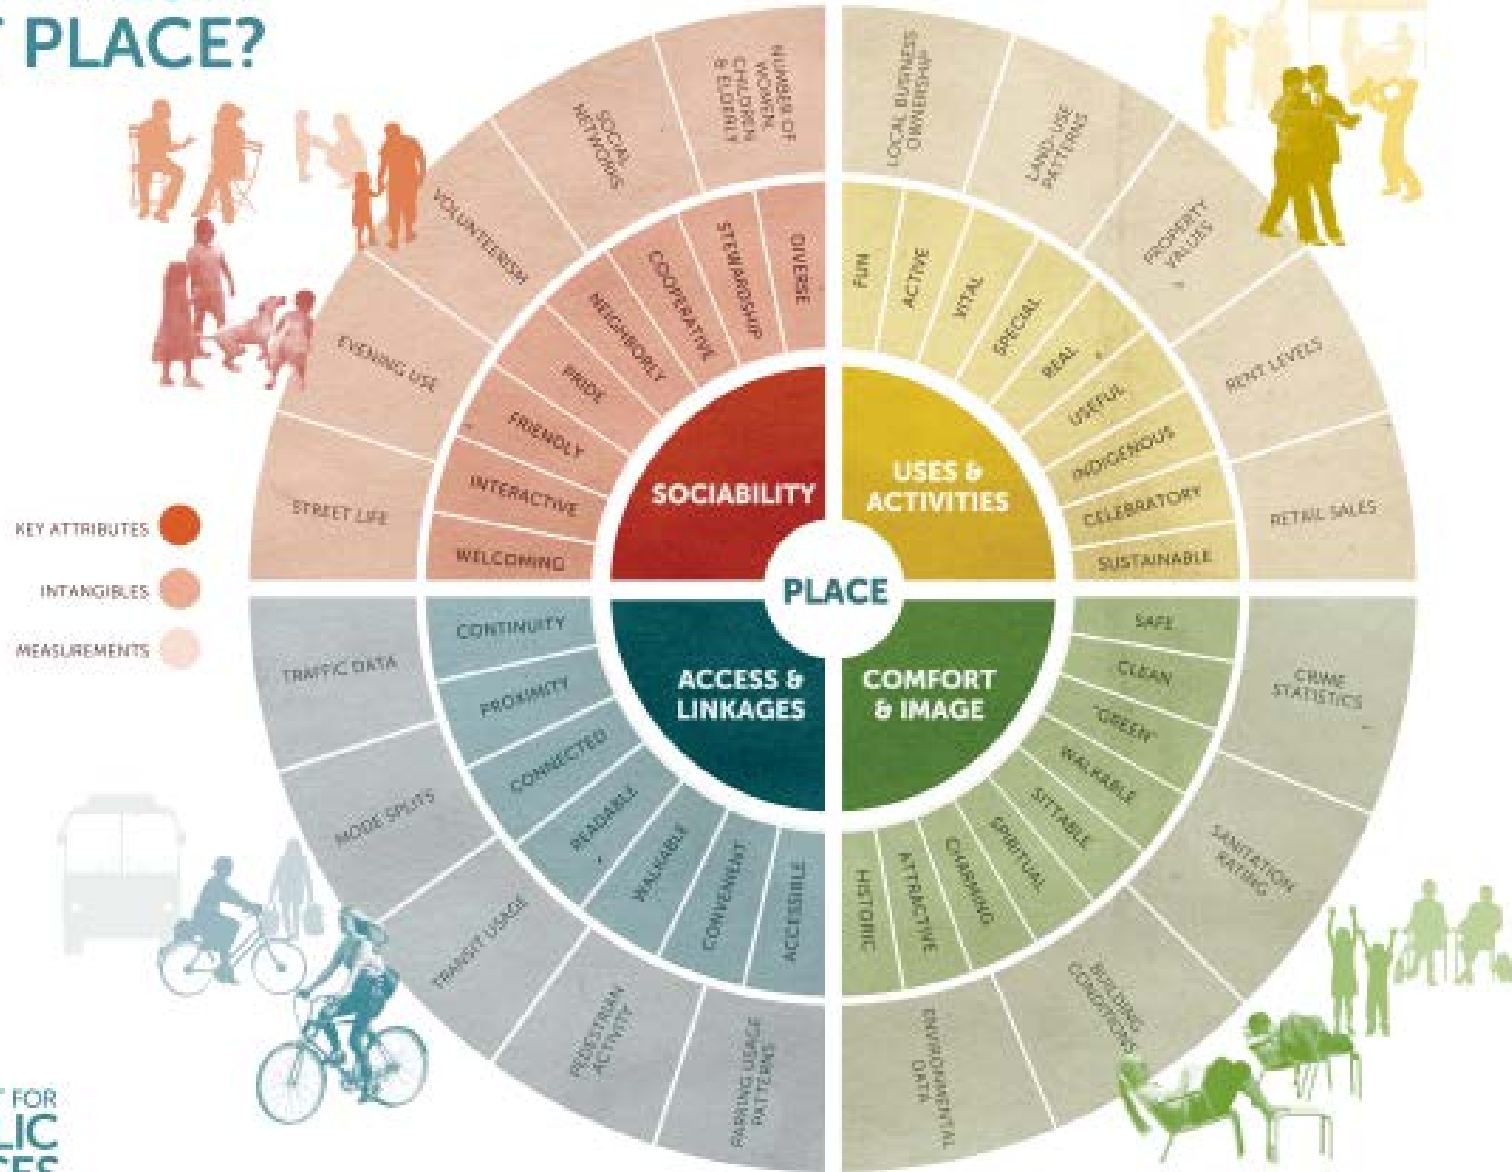 PLACE?
KEY ATTRIBUTES
INTANGIBLES
MEASUREMENTS
NUMBER OF
WOMEN,
CHILDREN
& ELDERLY
SOCIAL
NETWORKS
VOLUNTEERISM
EVENING USE
STREET LIFE
DIVERSE
STEWARDSHIP
COOPERATIVE
NEIGHBORLY
PRIDE
FRIENDLY
INTERACTIVE
WELCOMING
SOCIABILITY
LOCAL BUSINESS
OWNERSHIP
LAND-USE
PATTERNS
PROPERTY
VALUES
RENT LEVELS
RETAIL SALES
FUN
ACTIVE
VITAL
SPECIAL
REAL
USEFUL
INDIGENOUS
CELEBRATORY
SUSTAINABLE
USES &
ACTIVITIES
PLACE
ACCESS &
LINKAGES
CONTINUITY
PROXIMITY
CONNECTED
READABLE
WALKABLE
CONVENIENT
ACCESSIBLE
TRAFFIC DATA
MODE SPLITS
TRANSIT USAGE
PEDESTRIAN
ACTIVITY
PARKING USAGE
PATTERNS
COMFORT
& IMAGE
SAFE
CLEAN
"GREEN"
WALKABLE
SITTABLE
SPIRITUAL
CHARMING
ATTRACTIVE
HISTORIC
CRIME
STATISTICS
SANITATION
RATING
BUILDING
CONDITIONS
ENVIRONMENTAL
DATA
T FOR
LIC
CES